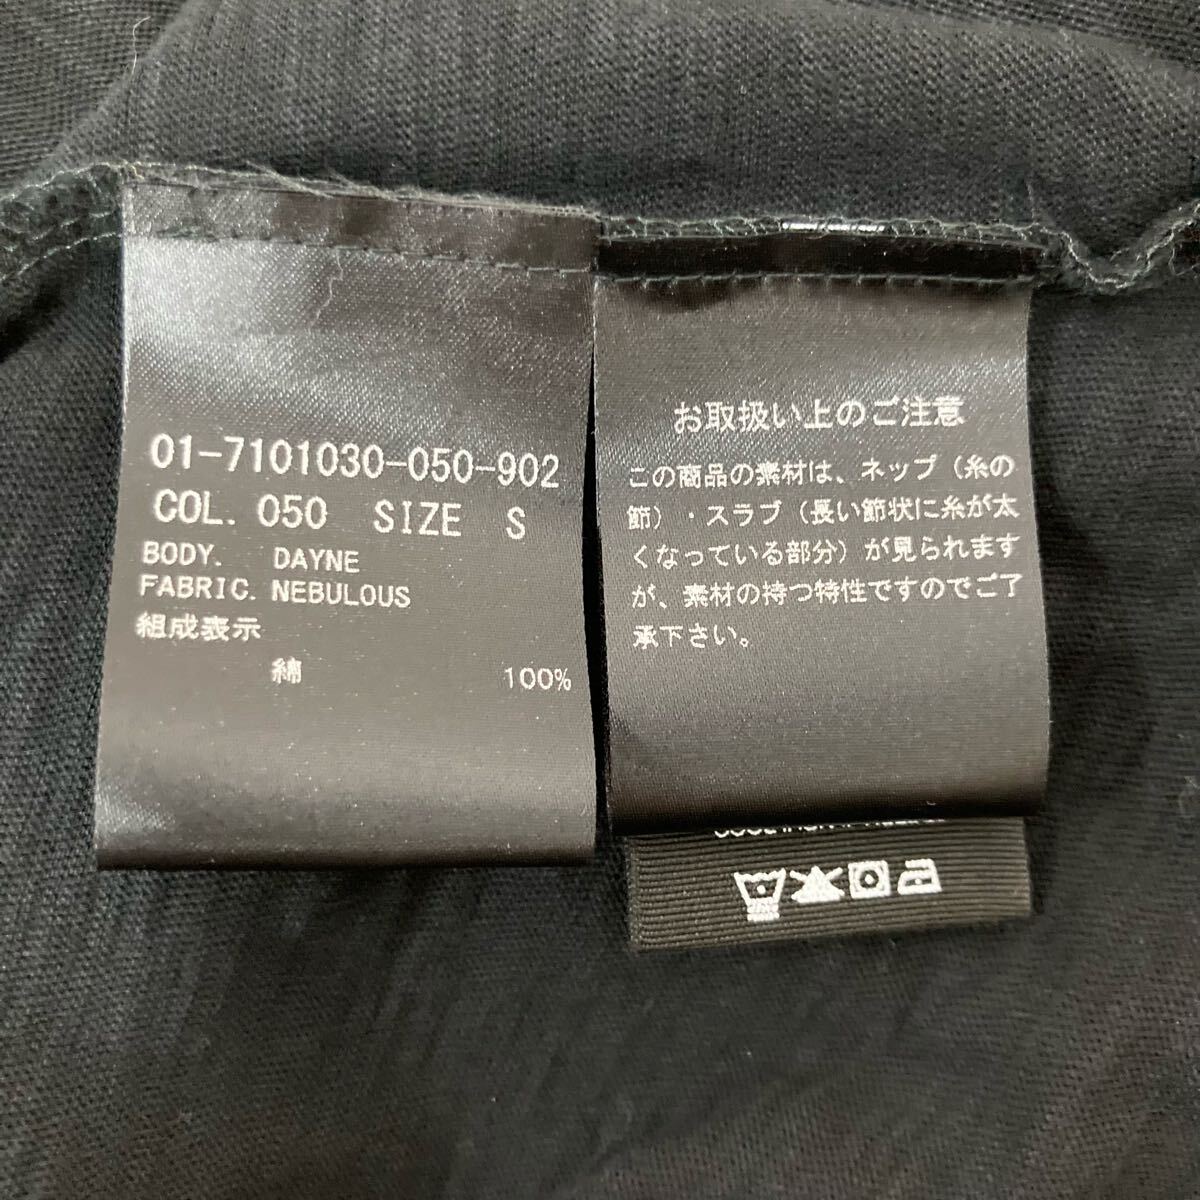 01-7101030-050-902
COL. 050 SIZE S
BODY. DAYNE
FABRIC. NEBULOUS
組成表示
綿 100%
お取扱い上のご注意
この商品の素材は、ネップ（糸の
節）・スラブ（長い節状に糸が太
くなっている部分）が見られます
が、素材の持つ特性ですのでご了
承下さい。